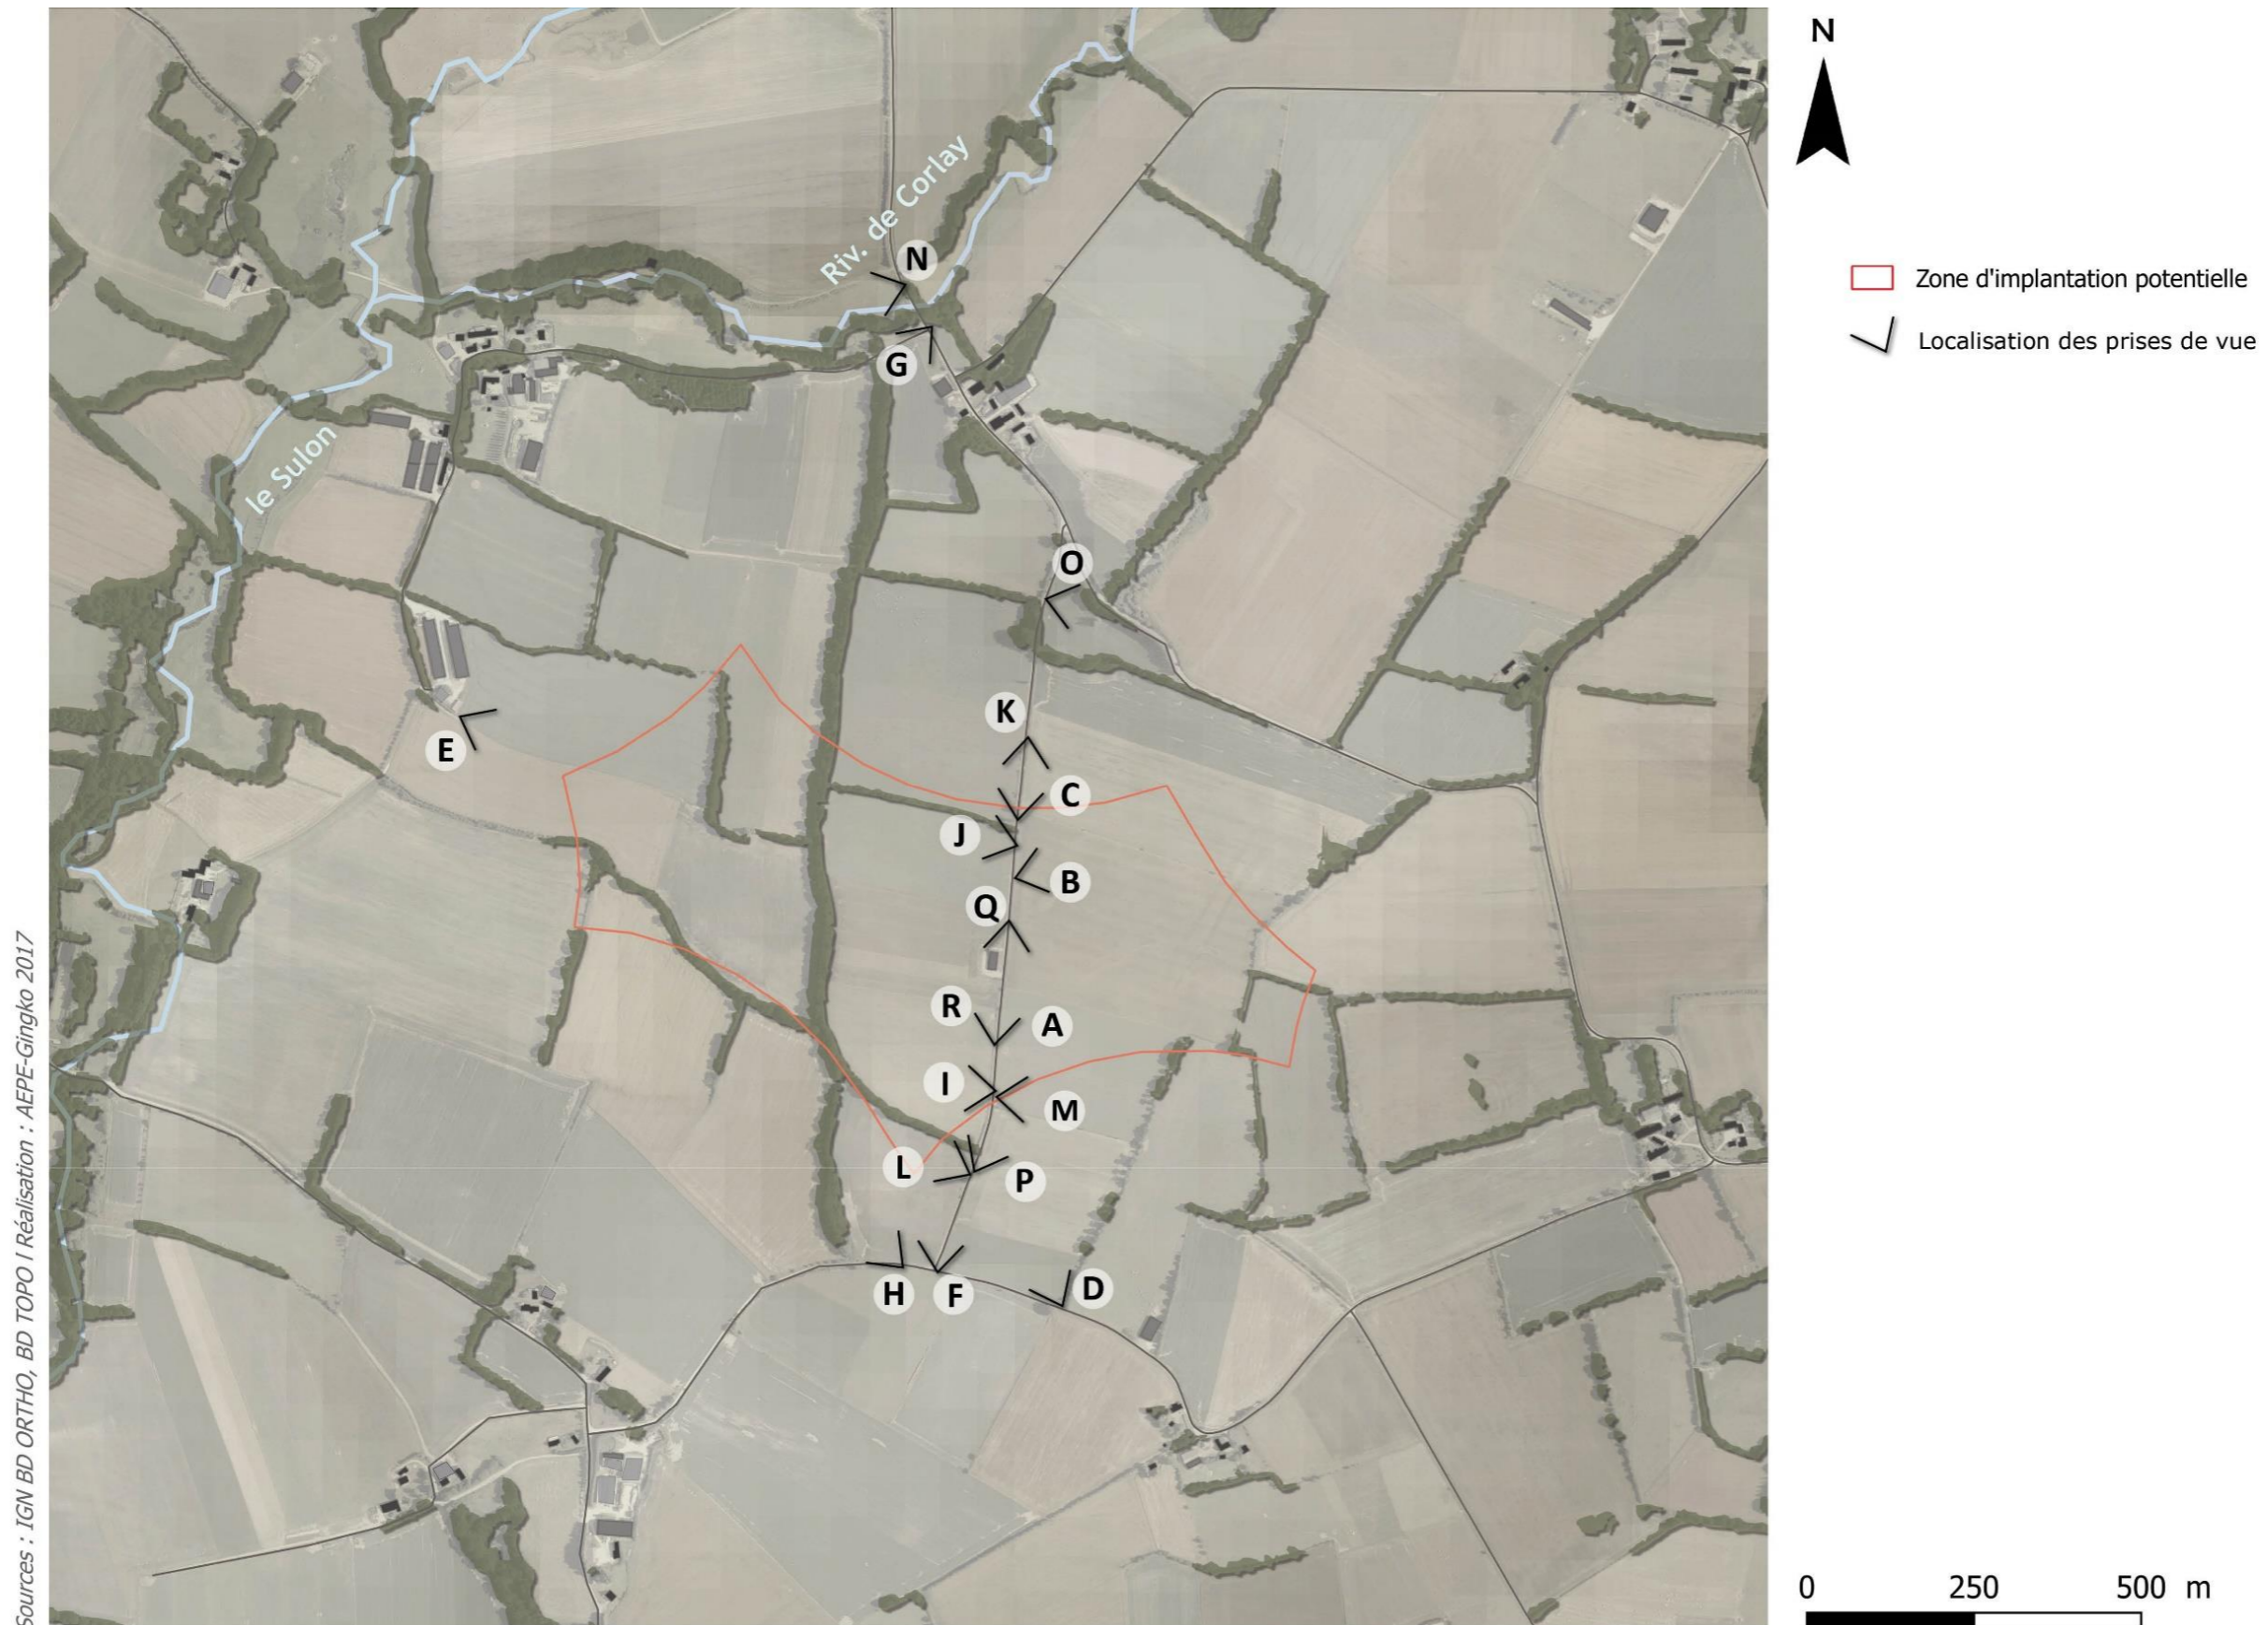 N
Riv. de Corlay
N
Zone d'implantation potentielle
Localisation des prises de vue
G
le Sulon
O
K
E
C
J
B
Q
R
A
I
M
L
P
H
F
D
Sources : IGN BD ORTHO, BD TOPO I Réalisation : AEPE-Gingko 2017
0 250 500 m